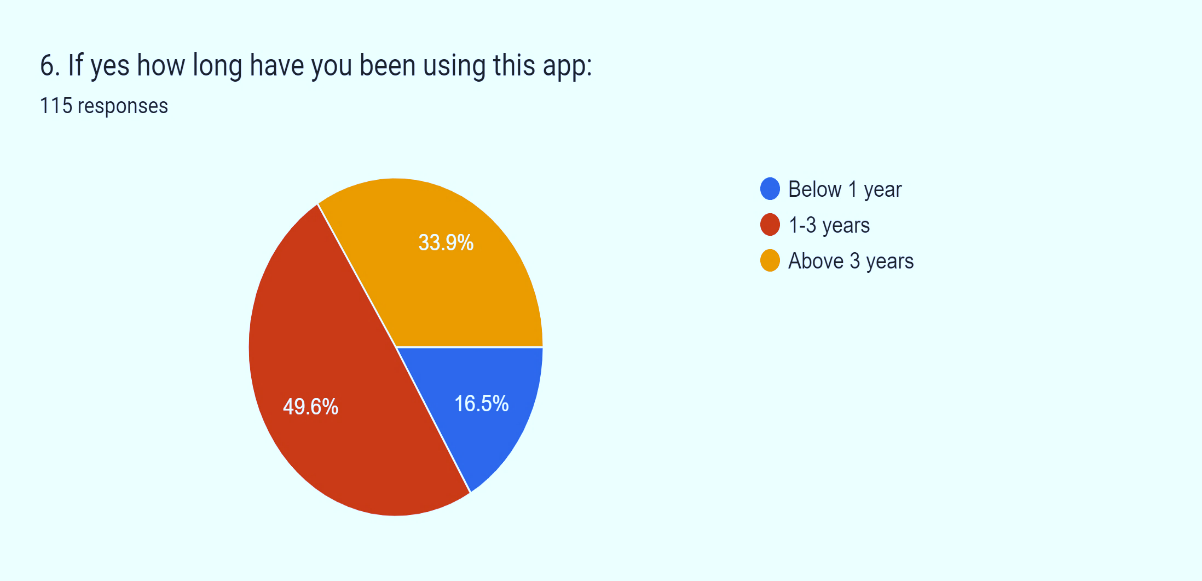 6. If yes how long have you been using this app:
115 responses
Below 1 year
1-3 years
Above 3 years
33.9%
49.6%
16.5%